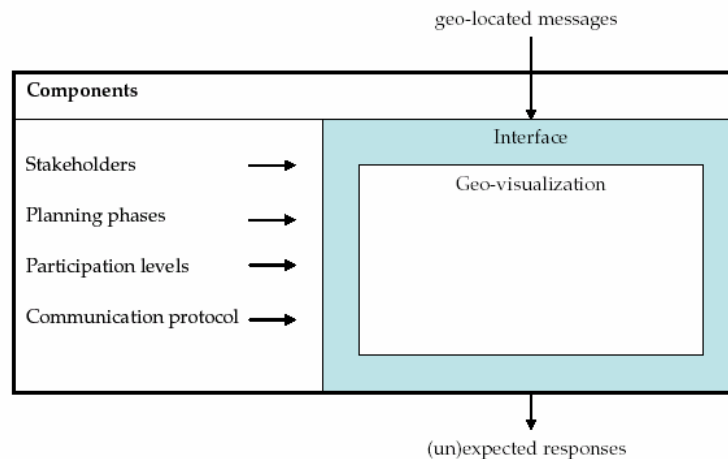 geo-located messages
Components
Interface
Geo-visualization
Stakeholders
Planning phases
Participation levels
Communication protocol
(un)expected responses